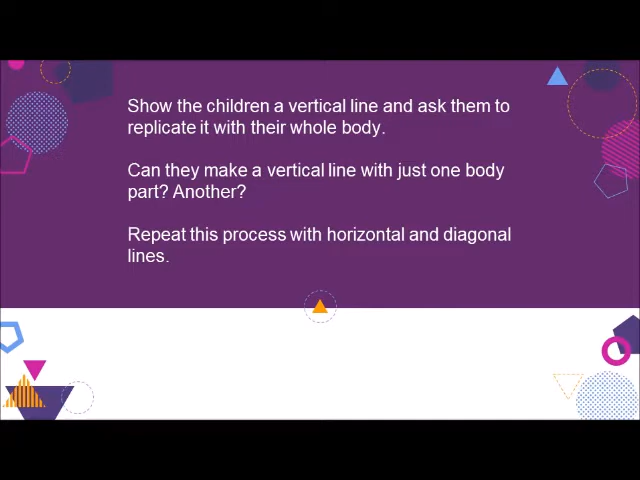 Show the children a vertical line and ask them to
replicate it with their whole body.
Can they make a vertical line with just one body
part? Another?
Repeat this process with horizontal and diagonal
lines.